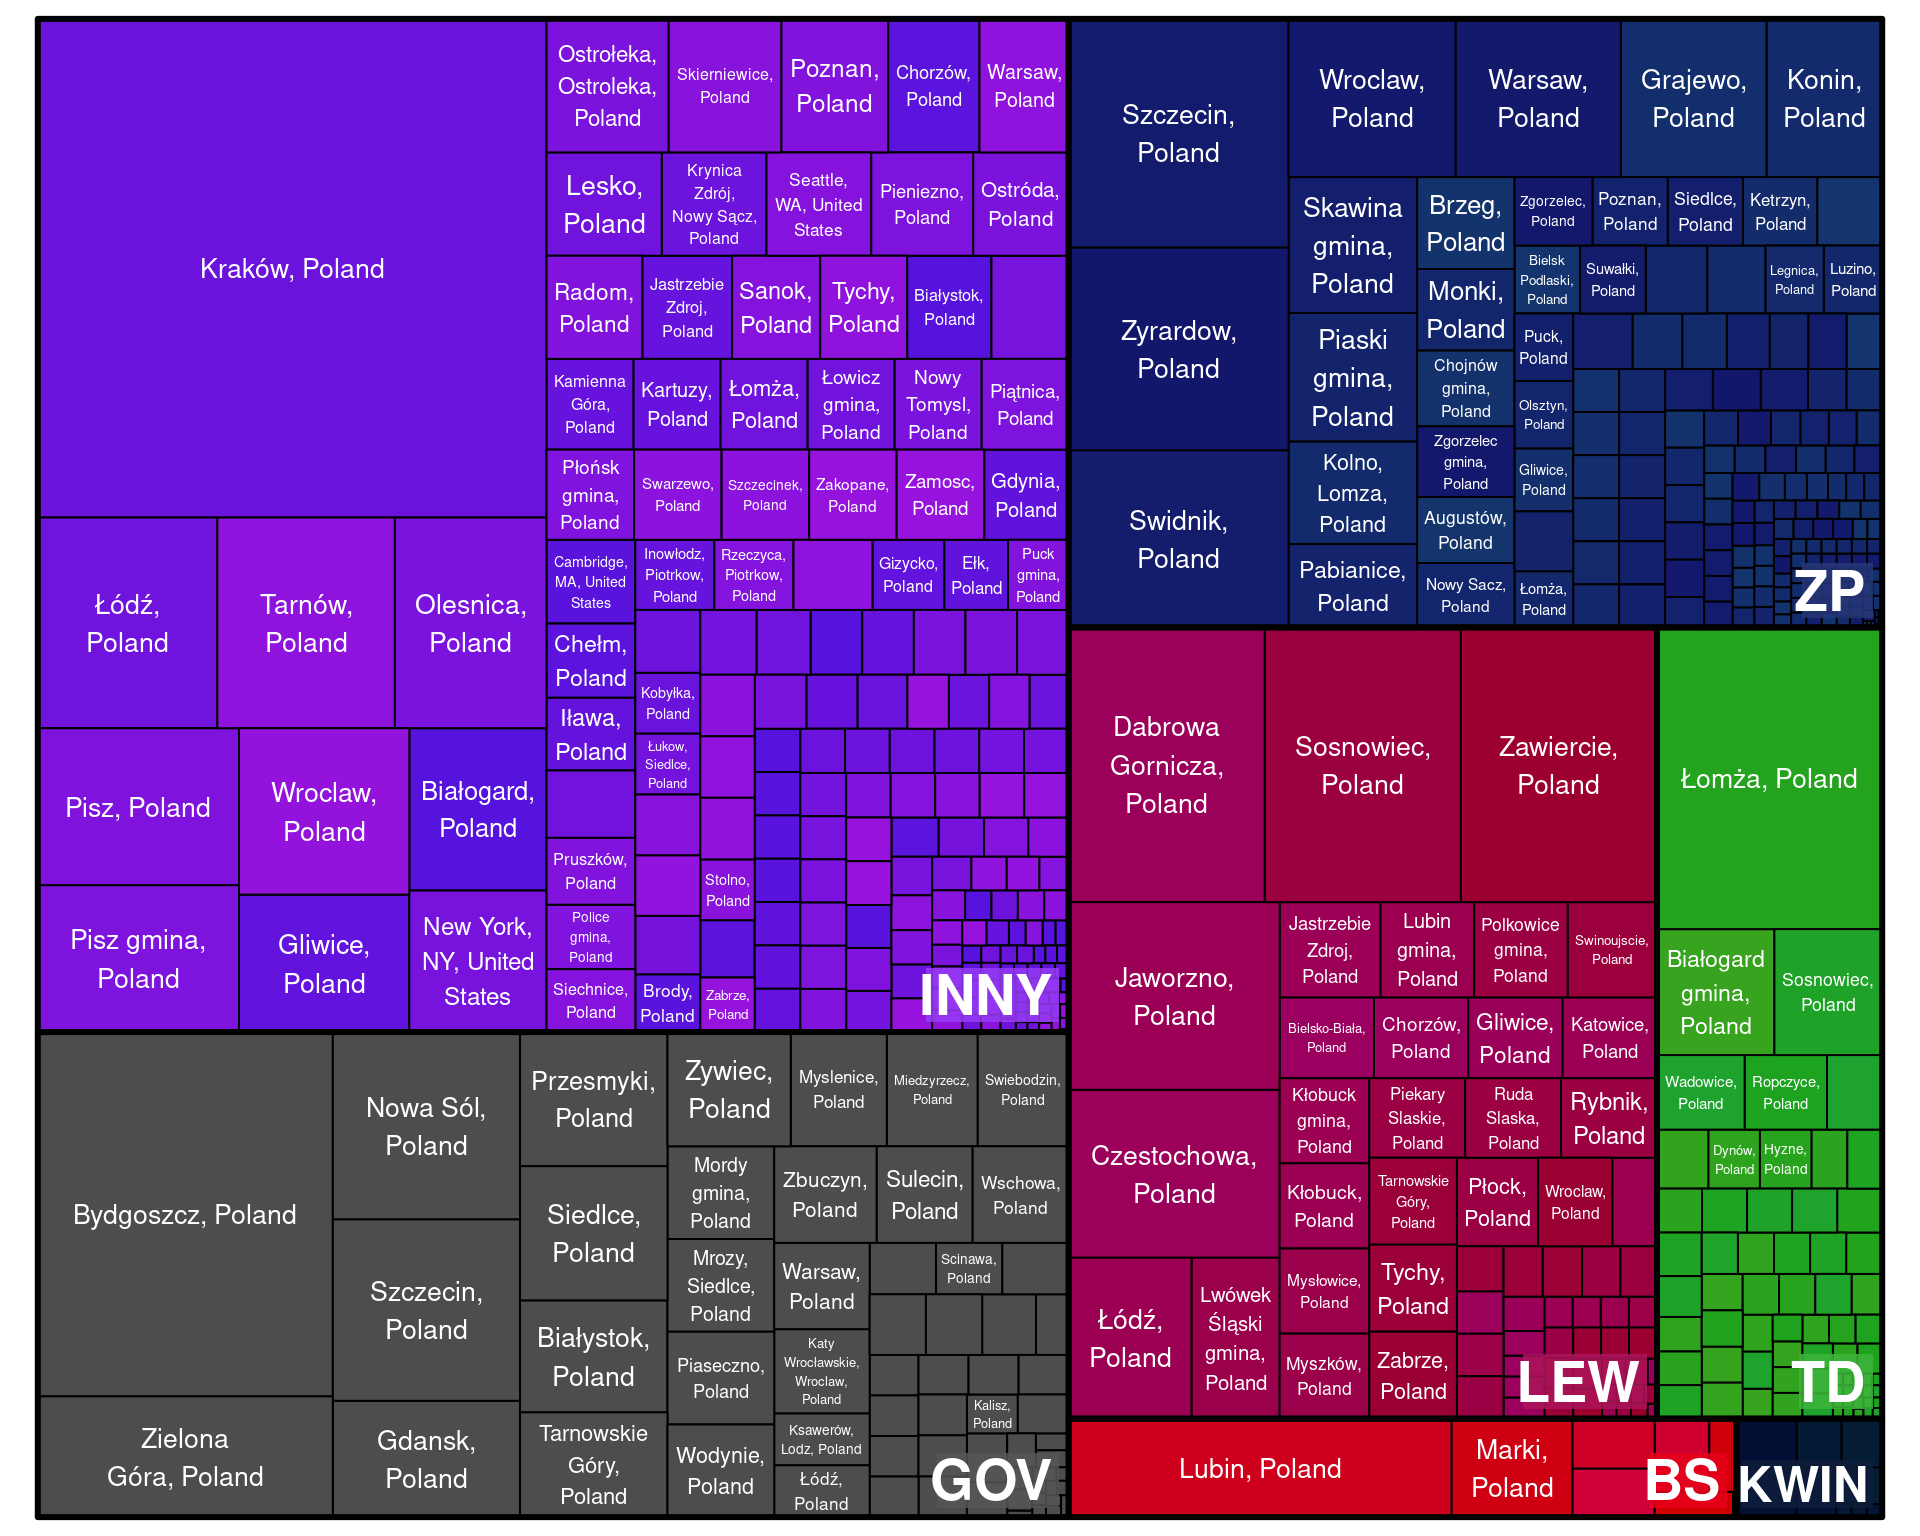 Kraków, Poland
Łódź,
Poland
Tarnów,
Poland
Olesnica,
Poland
Pisz, Poland
Wroclaw,
Poland
Białogard,
Poland
Pisz gmina,
Poland
Gliwice,
Poland
New York,
NY, United
States
Ostrołeka,
Ostroleka,
Poland
Skierniewice,
Poland
Poznan,
Poland
Chorzów,
Poland
Warsaw,
Poland
Lesko,
Poland
Krynica
Zdrój,
Nowy Sącz,
Poland
Seattle,
WA, United
States
Pieniezno,
Poland
Ostróda,
Poland
Radom,
Poland
Jastrzebie
Zdroj,
Poland
Sanok,
Poland
Tychy,
Poland
Białystok,
Poland
Kamienna
Góra,
Poland
Kartuzy,
Poland
Łomża,
Poland
Łowicz
gmina,
Poland
Nowy
Tomysl,
Poland
Piątnica,
Poland
Płońsk
gmina,
Poland
Swarzewo,
Poland
Szczecinek,
Poland
Zakopane,
Poland
Zamosc,
Poland
Gdynia,
Poland
Cambridge,
MA, United
States
Inowłodz,
Piotrkow,
Poland
Rzeczyca,
Piotrkow,
Poland
Gizycko,
Poland
Ełk,
Poland
Puck
gmina,
Poland
Chełm,
Poland
Iława,
Poland
Kobyłka,
Poland
Łukow,
Siedlce,
Poland
Pruszków,
Poland
Stolno,
Poland
Police
gmina,
Poland
Siechnice,
Poland
Brody,
Poland
Zabrze,
Poland
INNY
Szczecin,
Poland
Zyrardow,
Poland
Swidnik,
Poland
Wroclaw,
Poland
Warsaw,
Poland
Grajewo,
Poland
Konin,
Poland
Skawina
gmina,
Poland
Piaski
gmina,
Poland
Kolno,
Lomza,
Poland
Pabianice,
Poland
Brzeg,
Poland
Monki,
Poland
Chojnów
gmina,
Poland
Zgorzelec
gmina,
Poland
Augustów,
Poland
Nowy Sacz,
Poland
Zgorzelec,
Poland
Poznan,
Poland
Siedlce,
Poland
Ketrzyn,
Poland
Bielsk
Podlaski,
Poland
Suwałki,
Poland
Legnica,
Poland
Luzino,
Poland
Puck,
Poland
Olsztyn,
Poland
Gliwice,
Poland
Łomża,
Poland
ZP
Dabrowa
Gornicza,
Poland
Sosnowiec,
Poland
Zawiercie,
Poland
Jaworzno,
Poland
Czestochowa,
Poland
Łódź,
Poland
Lwówek
Śląski
gmina,
Poland
Jastrzebie
Zdroj,
Poland
Lubin
gmina,
Poland
Polkowice
gmina,
Poland
Swinoujscie,
Poland
Bielsko-Biała,
Poland
Chorzów,
Poland
Gliwice,
Poland
Katowice,
Poland
Kłobuck
gmina,
Poland
Piekary
Slaskie,
Poland
Ruda
Slaska,
Poland
Rybnik,
Poland
Kłobuck,
Poland
Tarnowskie
Góry,
Poland
Płock,
Poland
Wroclaw,
Poland
Mysłowice,
Poland
Tychy,
Poland
Myszków,
Poland
Zabrze,
Poland
LEW
Łomża, Poland
Białogard
gmina,
Poland
Sosnowiec,
Poland
Wadowice,
Poland
Ropczyce,
Poland
Dynów,
Poland
Hyzne,
Poland
TD
Bydgoszcz, Poland
Zielona
Góra, Poland
Nowa Sól,
Poland
Szczecin,
Poland
Gdansk,
Poland
Przesmyki,
Poland
Siedlce,
Poland
Białystok,
Poland
Tarnowskie
Góry,
Poland
Zywiec,
Poland
Myslenice,
Poland
Miedzyrzecz,
Poland
Swiebodzin,
Poland
Mordy
gmina,
Poland
Zbuczyn,
Poland
Sulecin,
Poland
Wschowa,
Poland
Mrozy,
Siedlce,
Poland
Warsaw,
Poland
Scinawa,
Poland
Piaseczno,
Poland
Katy
Wrocławskie,
Wroclaw,
Poland
Kalisz,
Poland
Wodynie,
Poland
Ksawerów,
Lodz, Poland
Łódź,
Poland
GOV
Lubin, Poland
Marki,
Poland
BS
KWIN